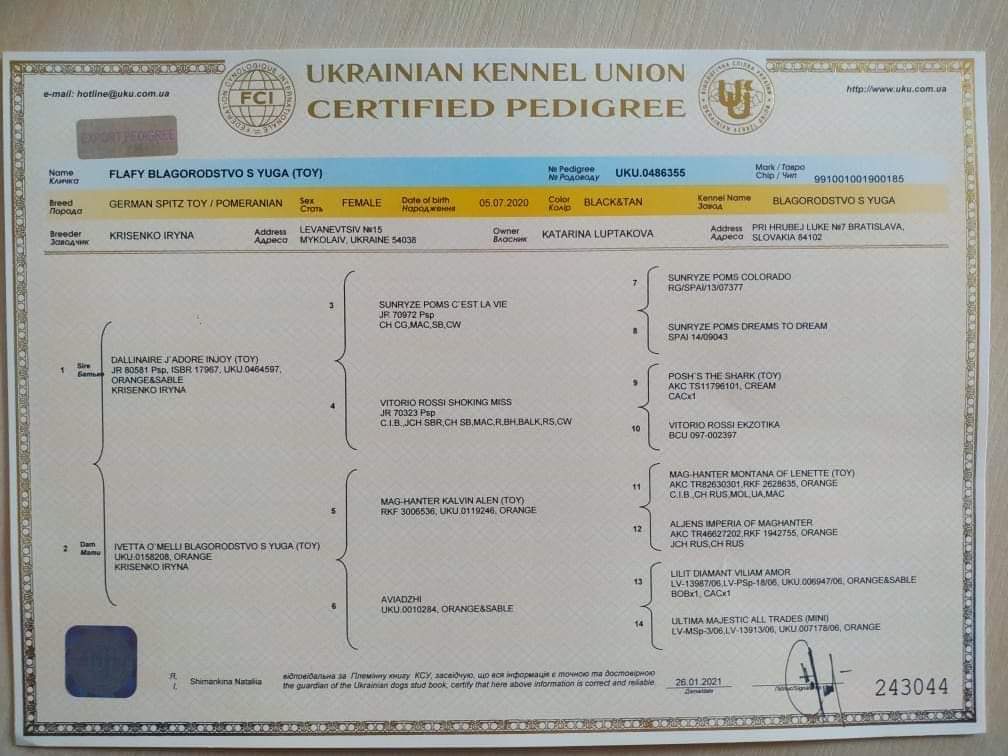 UKRAINIAN KENNEL UNION
CERTIFIED PEDIGREE
e-mail: hotline@uku.com.ua
FEDERATION CYNOLOGIQUE INTERNATIONALE
FCI
http://www.uku.com.ua
EXPORT PEDIGREE
Name FLAFY BLAGORODSTVO S YUGA (TOY) № Pedigree UKU.0486355 Mark / Тавро
Кличка № Родоводу Chip / Чип 991001001900185
Breed GERMAN SPITZ TOY / POMERANIAN Sex FEMALE Date of birth 05.07.2020 Color BLACK&TAN Kennel Name BLAGORODSTVO S YUGA
Порода Стать Народження Колір Завод
Breeder KRISENKO IRYNA Address LEVANEVTSIV №15 Owner KATARINA LUPTAKOVA Address PRI HRUBEJ LUKE №7 BRATISLAVA,
Заводчик Адреса MYKOLAIV, UKRAINE 54038 Власник Адреса SLOVAKIA 84102
1 Sire
Батько
DALLINAIRE J`ADORE INJOY (TOY)
JR 80581 Psp, ISBR 17967, UKU.0464597,
ORANGE&SABLE
KRISENKO IRYNA
2 Dam
Мати
IVETTA O`MELLI BLAGORODSTVO S YUGA (TOY)
UKU.0158208, ORANGE
KRISENKO IRYNA
3
SUNRYZE POMS C`EST LA VIE
JR 70972 Psp
CH CG,MAC,SB,CW
4
VITORIO ROSSI SHOKING MISS
JR 70323 Psp
C.I.B.,JCH SBR,CH SB,MAC,R,BH,BALK,RS,CW
5
MAG-HANTER KALVIN ALEN (TOY)
RKF 3006536, UKU.0119246, ORANGE
6
AVIADZHI
UKU.0010284, ORANGE&SABLE
7
SUNRYZE POMS COLORADO
RG/SPAI/13/07377
8
SUNRYZE POMS DREAMS TO DREAM
SPAI 14/09043
9
POSH`S THE SHARK (TOY)
AKC TS11796101, CREAM
CACx1
10
VITORIO ROSSI EKZOTIKA
BCU 097-002397
11
MAG-HANTER MONTANA OF LENETTE (TOY)
AKC TR82630301,RKF 2628635, ORANGE
C.I.B.,CH RUS,MOL,UA,MAC
12
ALJENS IMPERIA OF MAGHANTER
AKC TR46627202,RKF 1942755, ORANGE
JCH RUS,CH RUS
13
LILIT DIAMANT VILIAM AMOR
LV-13987/06,LV-PSp-18/06, UKU.006947/06, ORANGE&SABLE
BOBx1, CACx1
14
ULTIMA MAJESTIC ALL TRADES (MINI)
LV-MSp-3/06,LV-13913/06, UKU.007178/06, ORANGE
Я, Shimankina Nataliia відповідальна за Племінну книгу КСУ, засвідчую, що вся інформація є точною та достовірною
I, the guardian of the Ukrainian dogs stud book, certify that here above information is correct and reliable.
26.01.2021
Дата/date
243044